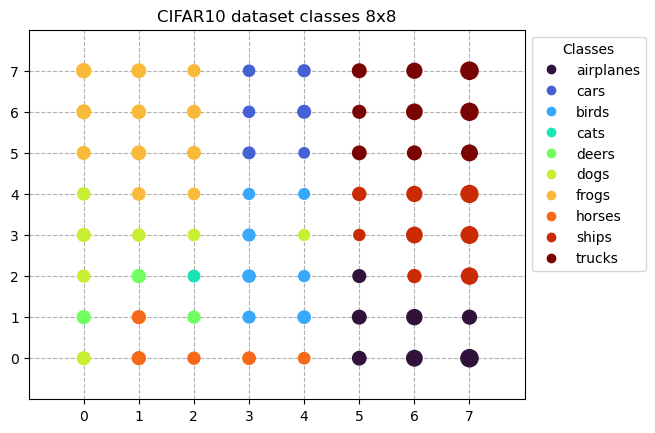 CIFAR10 dataset classes 8x8
7
6
5
4
3
2
1
0
0 1 2 3 4 5 6 7
Classes
airplanes
cars
birds
cats
deers
dogs
frogs
horses
ships
trucks